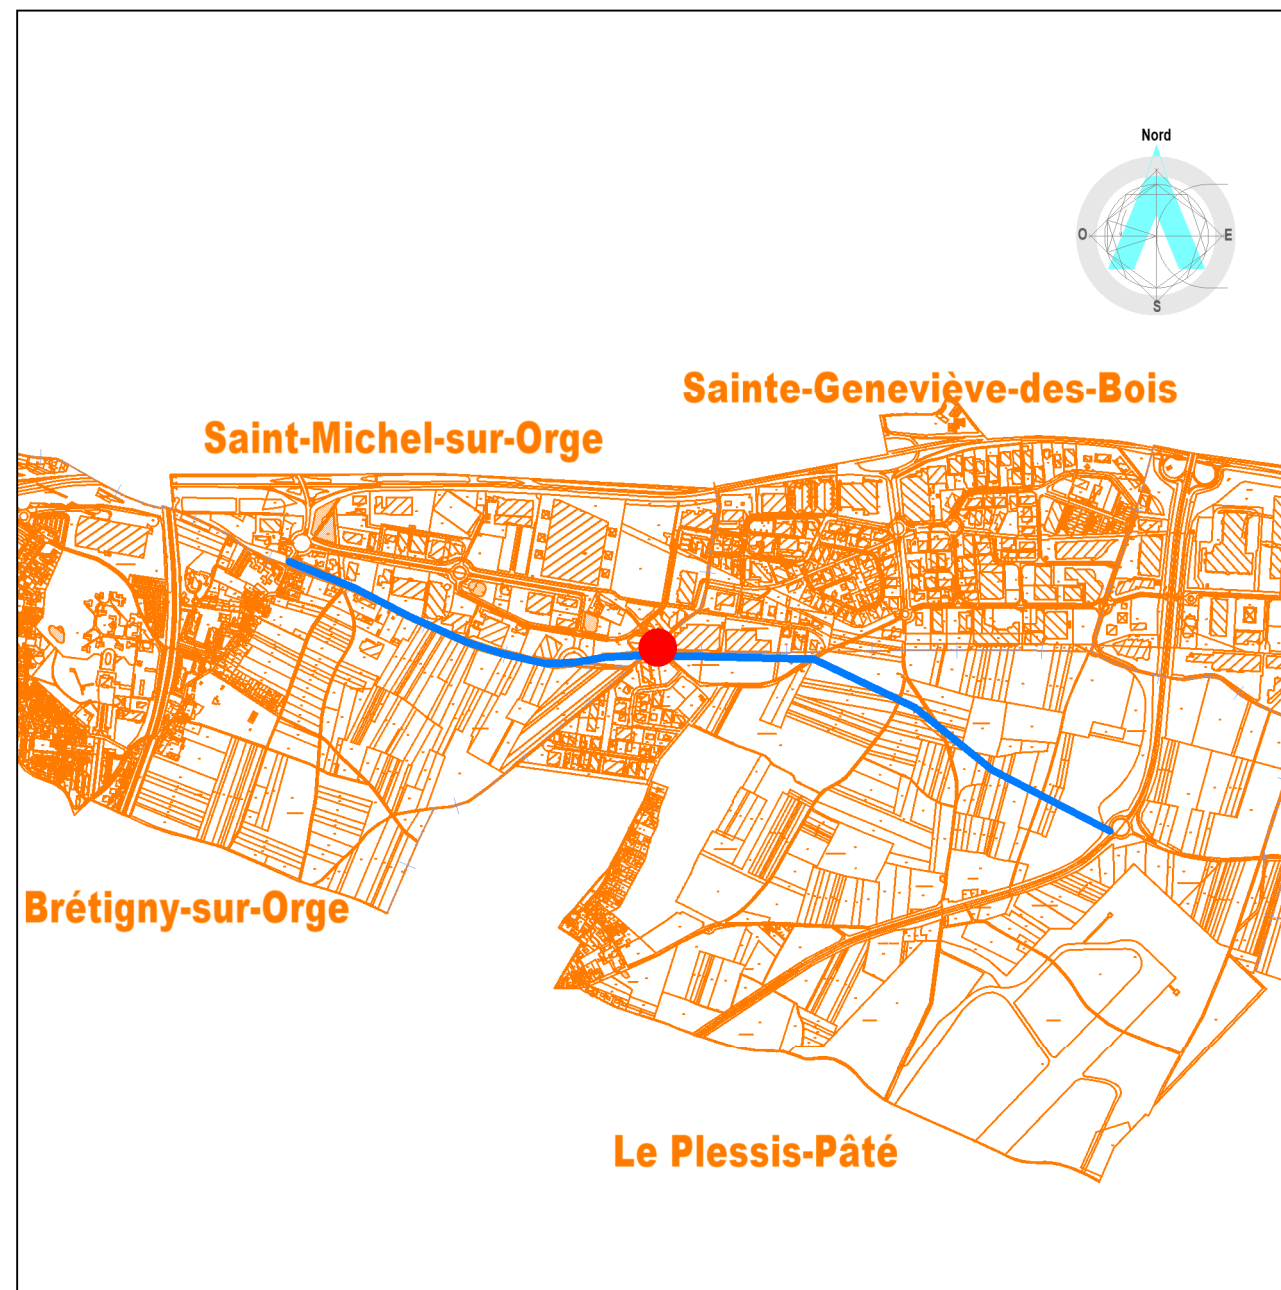 Nord
O
E
S
Sainte-Geneviève-des-Bois
Saint-Michel-sur-Orge
Brétigny-sur-Orge
Le Plessis-Pâté